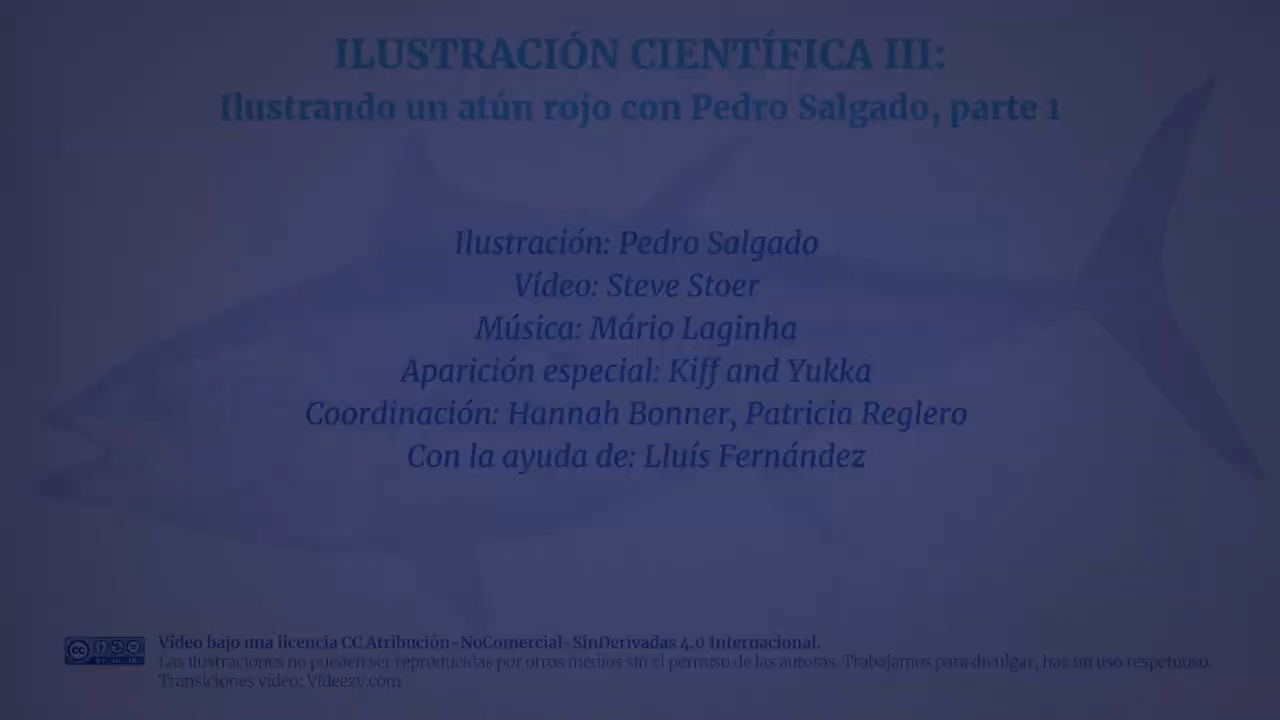 ILUSTRACIÓN CIENTÍFICA III:
Ilustrando un atún rojo con Pedro Salgado, parte 1
Ilustración: Pedro Salgado
Vídeo: Steve Stoer
Música: Mário Laginha
Aparición especial: Kiff and Yukka
Coordinación: Hannah Bonner, Patricia Reglero
Con la ayuda de: Lluís Fernández
Vídeo bajo una licencia CC Atribución-NoComercial-SinDerivadas 4.0 Internacional.
Las ilustraciones no pueden ser reproducidas por otros medios sin el permiso de las autoras. Trabajamos para divulgar, haz un uso respetuoso.
Transiciones vídeo: Videezy.com